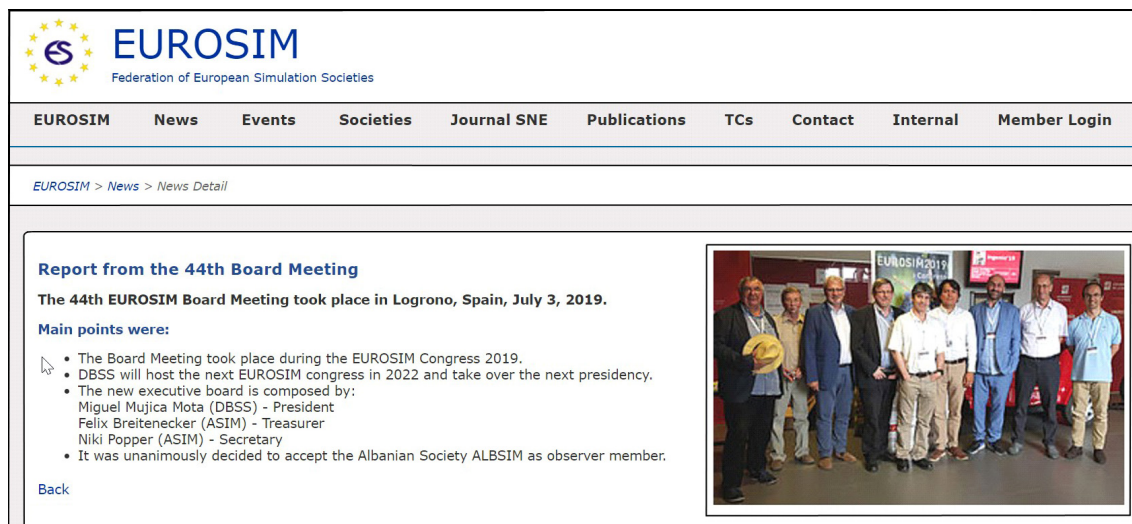 ES
EUROSIM
Federation of European Simulation Societies
EUROSIM News Events Societies Journal SNE Publications TCs Contact Internal Member Login
EUROSIM > News > News Detail
Report from the 44th Board Meeting
The 44th EUROSIM Board Meeting took place in Logrono, Spain, July 3, 2019.
Main points were:
• The Board Meeting took place during the EUROSIM Congress 2019.
• DBSS will host the next EUROSIM congress in 2022 and take over the next presidency.
• The new executive board is composed by:
Miguel Mujica Mota (DBSS) - President
Felix Breitenecker (ASIM) - Treasurer
Niki Popper (ASIM) - Secretary
• It was unanimously decided to accept the Albanian Society ALBSIM as observer member.
Back
EUROSIM2019